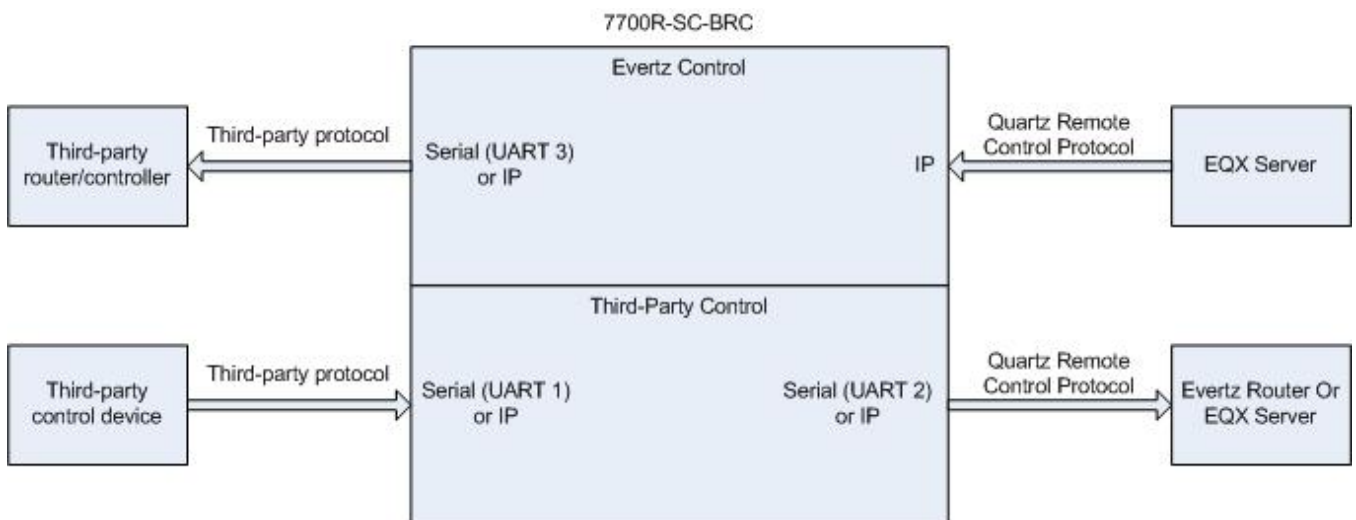 7700R-SC-BRC
Evertz Control
Third-party
router/controller
Third-party protocol
Serial (UART 3)
or IP
IP
Quartz Remote
Control Protocol
EQX Server
Third-Party Control
Third-party
control device
Third-party protocol
Serial (UART 1)
or IP
Serial (UART 2)
or IP
Quartz Remote
Control Protocol
Evertz Router Or
EQX Server